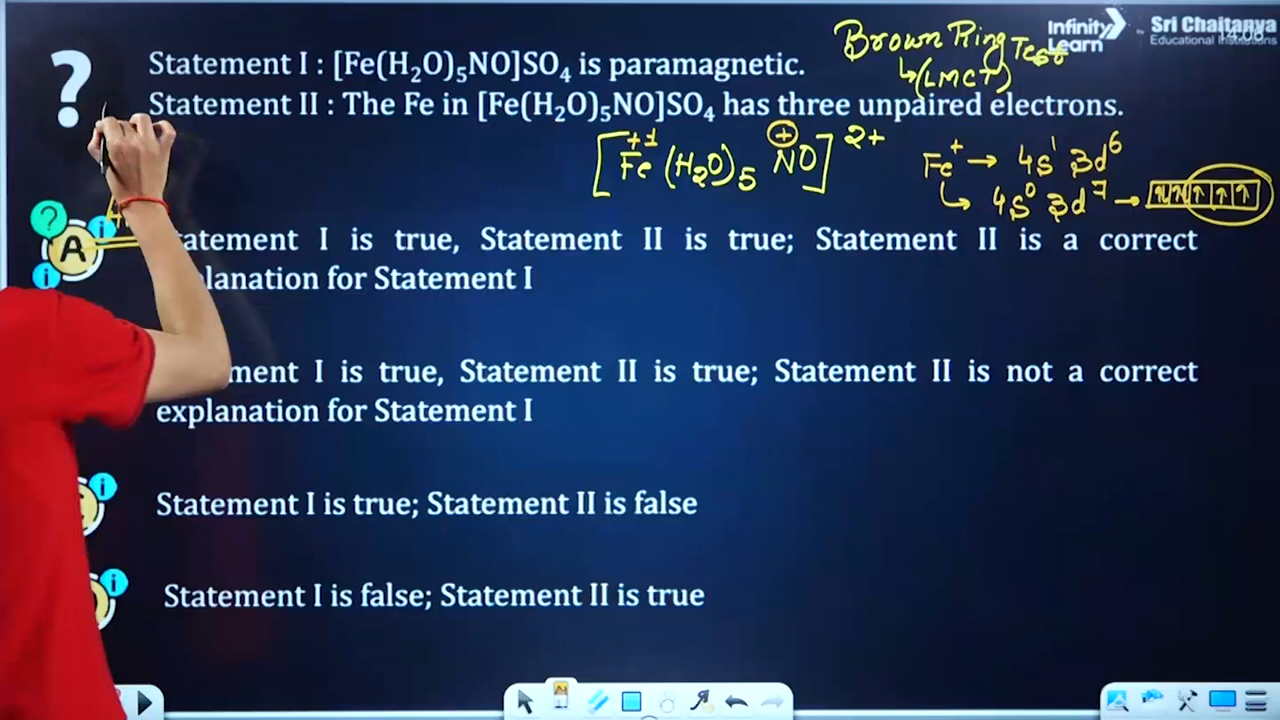 Brown Ring Test
↳(LMCT)
Infinity Learn
by Sri Chaitanya
Educational Institutions
?
Statement I : [Fe(H₂O)₅NO]SO₄ is paramagnetic.
Statement II : The Fe in [Fe(H₂O)₅NO]SO₄ has three unpaired electrons.
[Fe⁺¹(H₂O)₅ N⁺O]²⁺
Fe⁺ → 4s¹ 3d⁶
↳ 4s⁰ 3d⁷ →
A
Statement I is true, Statement II is true; Statement II is a correct
explanation for Statement I
Statement I is true, Statement II is true; Statement II is not a correct
explanation for Statement I
Statement I is true; Statement II is false
Statement I is false; Statement II is true